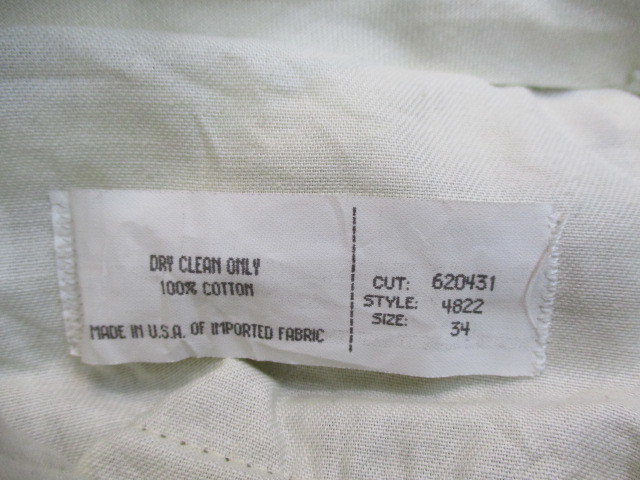 DRY CLEAN ONLY
100% COTTON
MADE IN U.S.A. OF IMPORTED FABRIC
CUT: 620431
STYLE: 4822
SIZE: 34